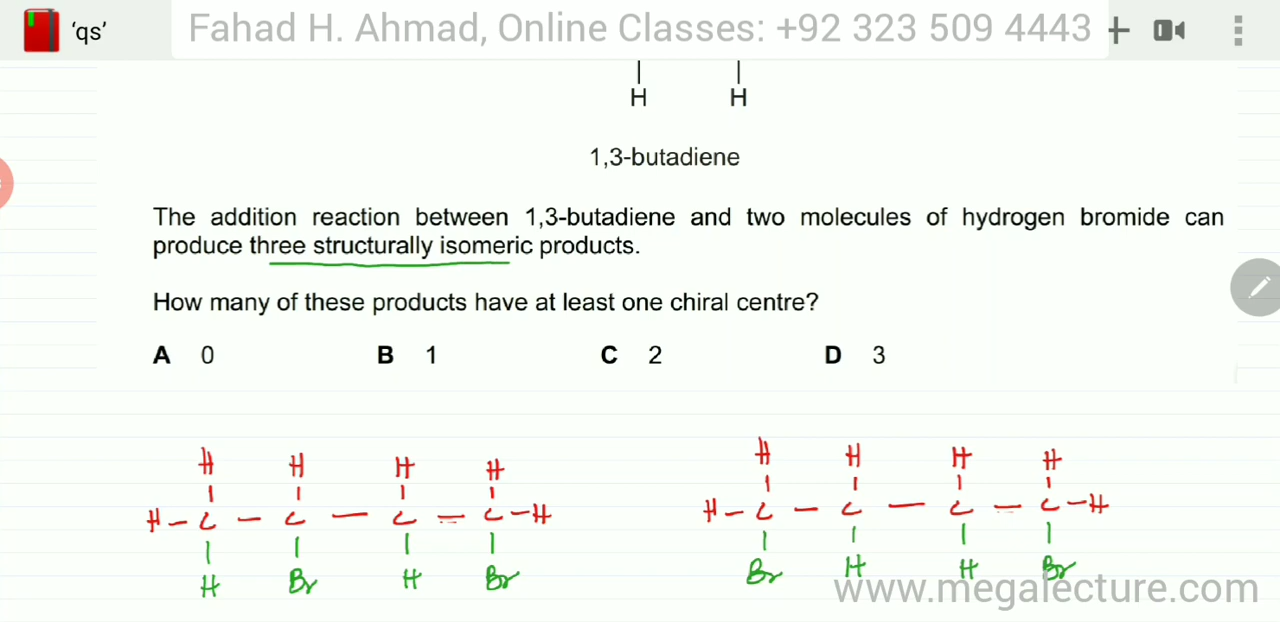 ‘qs’ Fahad H. Ahmad, Online Classes: +92 323 509 4443
H H
1,3-butadiene
The addition reaction between 1,3-butadiene and two molecules of hydrogen bromide can
produce three structurally isomeric products.
How many of these products have at least one chiral centre?
A 0 B 1 C 2 D 3
H H H H H H H H
H-C-C-C-C-H H-C-C-C-C-H
H Br H Br Br H H Br
www.megalecture.com